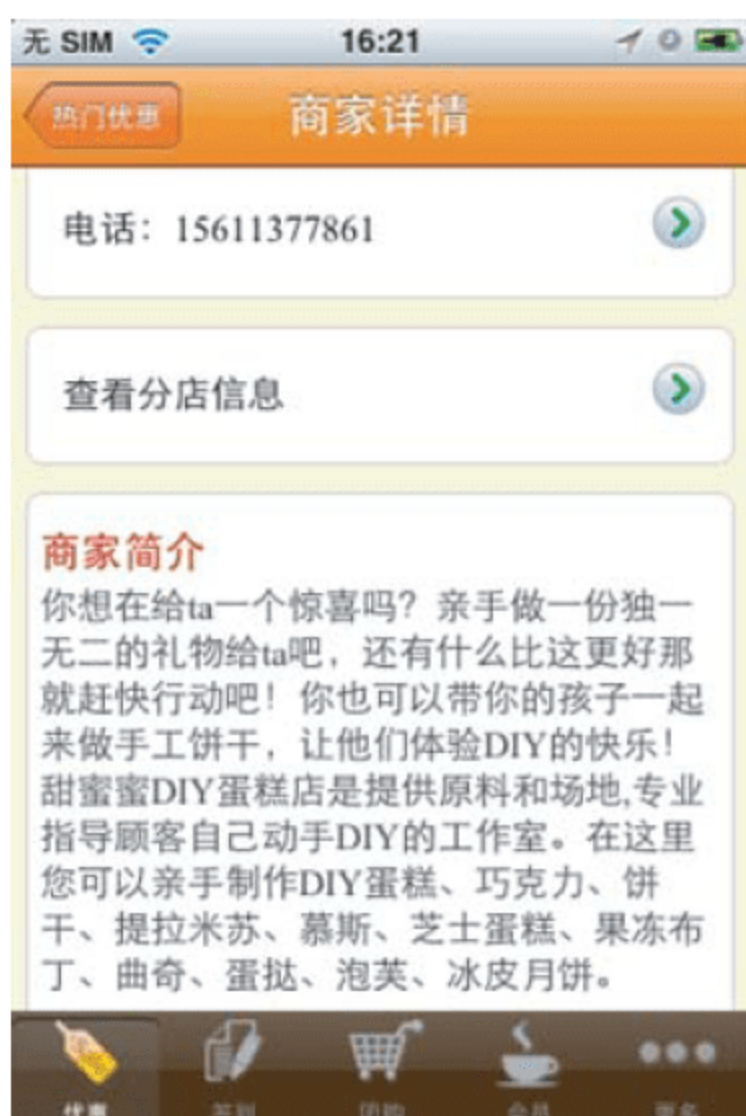 无 SIM 16:21
热门优惠 商家详情
电话：15611377861
查看分店信息
商家简介
你想在给ta一个惊喜吗？亲手做一份独一
无二的礼物给ta吧，还有什么比这更好那
就赶快行动吧！你也可以带你的孩子一起
来做手工饼干，让他们体验DIY的快乐！
甜蜜蜜DIY蛋糕店是提供原料和场地,专业
指导顾客自己动手DIY的工作室。在这里
您可以亲手制作DIY蛋糕、巧克力、饼
干、提拉米苏、慕斯、芝士蛋糕、果冻布
丁、曲奇、蛋挞、泡芙、冰皮月饼。
优惠